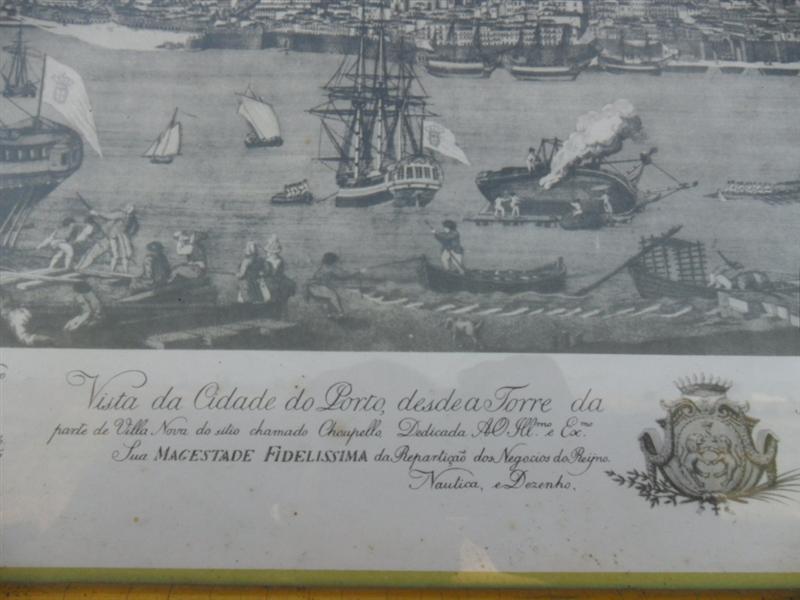 Vista da Cidade do Porto, desde a Torre da
parte de Villa Nova do sitio chamado Choupello, Dedicada AO Ill.mo e Ex.mo
Sua MAGESTADE FIDELISSIMA da Repartição dos Negocios do Reijno.
Nautica, e Dezenho.